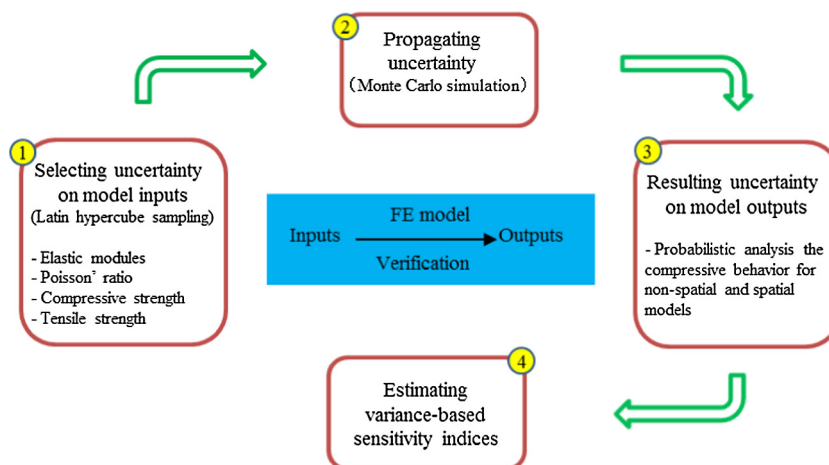 1
Selecting uncertainty
on model inputs
(Latin hypercube sampling)
- Elastic modules
- Poisson' ratio
- Compressive strength
- Tensile strength
2
Propagating
uncertainty
(Monte Carlo simulation)
3
Resulting uncertainty
on model outputs
- Probabilistic analysis the
compressive behavior for
non-spatial and spatial
models
FE model
Inputs
Outputs
Verification
4
Estimating
variance-based
sensitivity indices